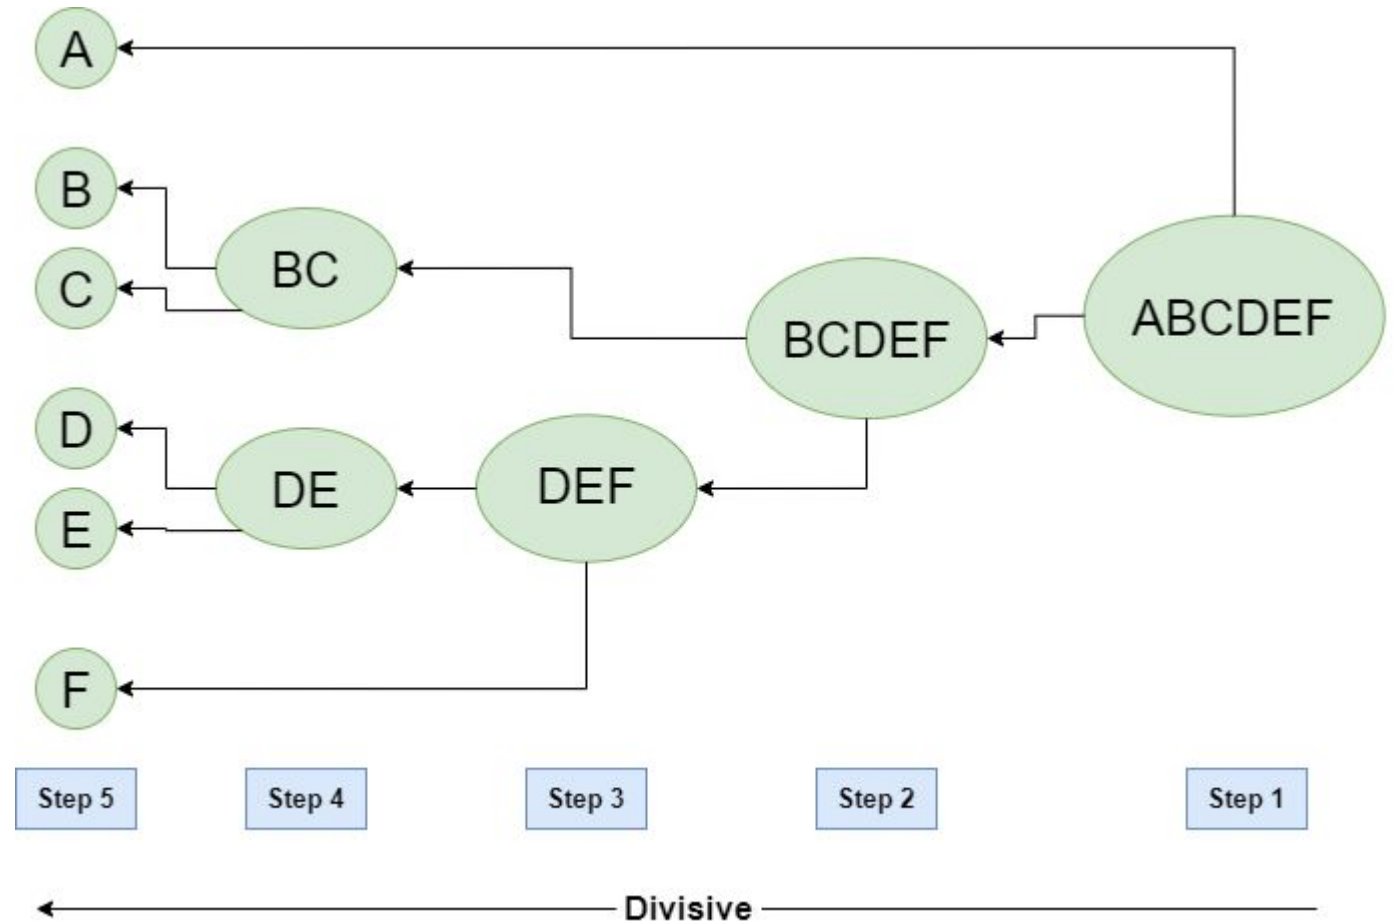 A
B
C
BC
BCDEF
ABCDEF
D
E
DE
DEF
F
Step 5
Step 4
Step 3
Step 2
Step 1
Divisive